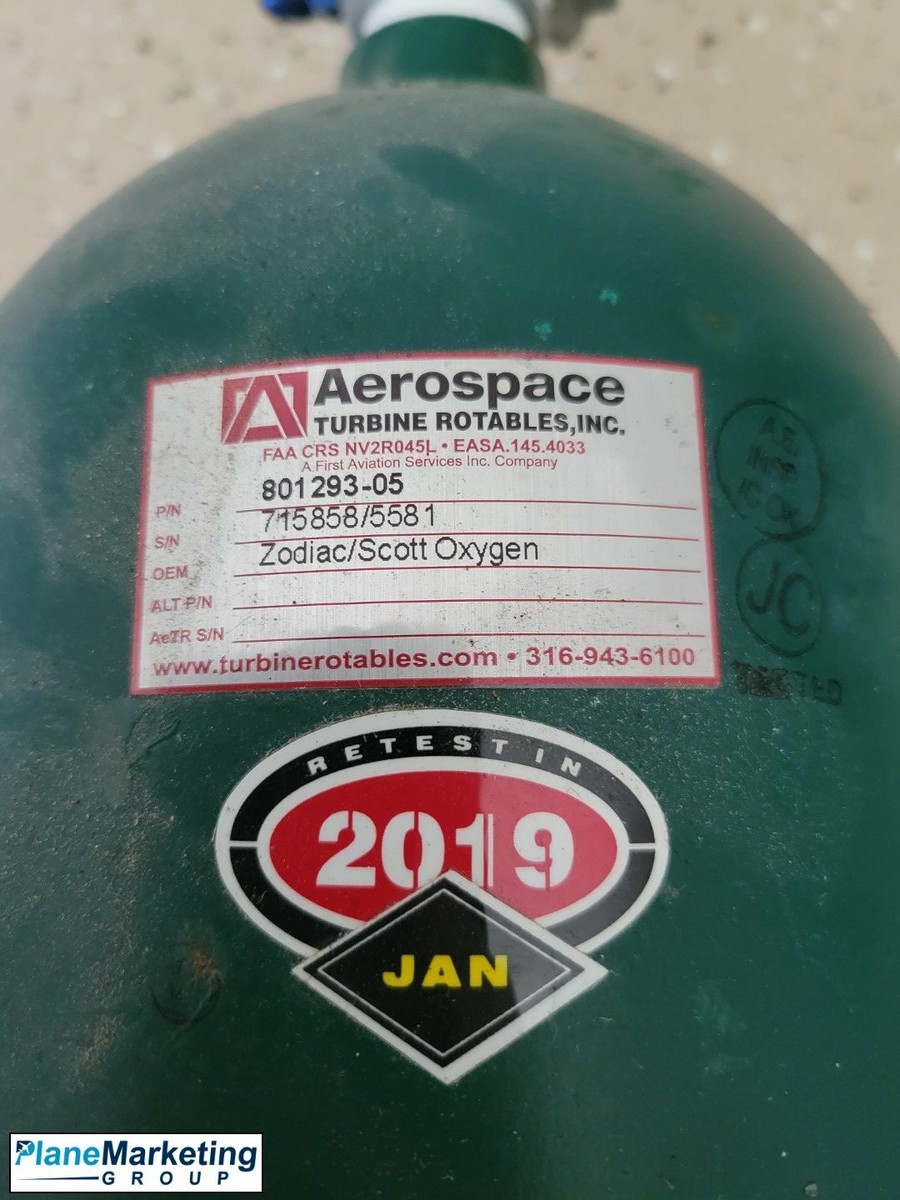 Aerospace
TURBINE ROTABLES,INC.
FAA CRS NV2R045L • EASA.145.4033
A First Aviation Services Inc. Company
P/N 801293-05
S/N 715858/5581
OEM Zodiac/Scott Oxygen
ALT P/N
AeTR S/N
www.turbinerotables.com • 316-943-6100
JC
RETEST IN
2019
JAN
PlaneMarketing
GROUP